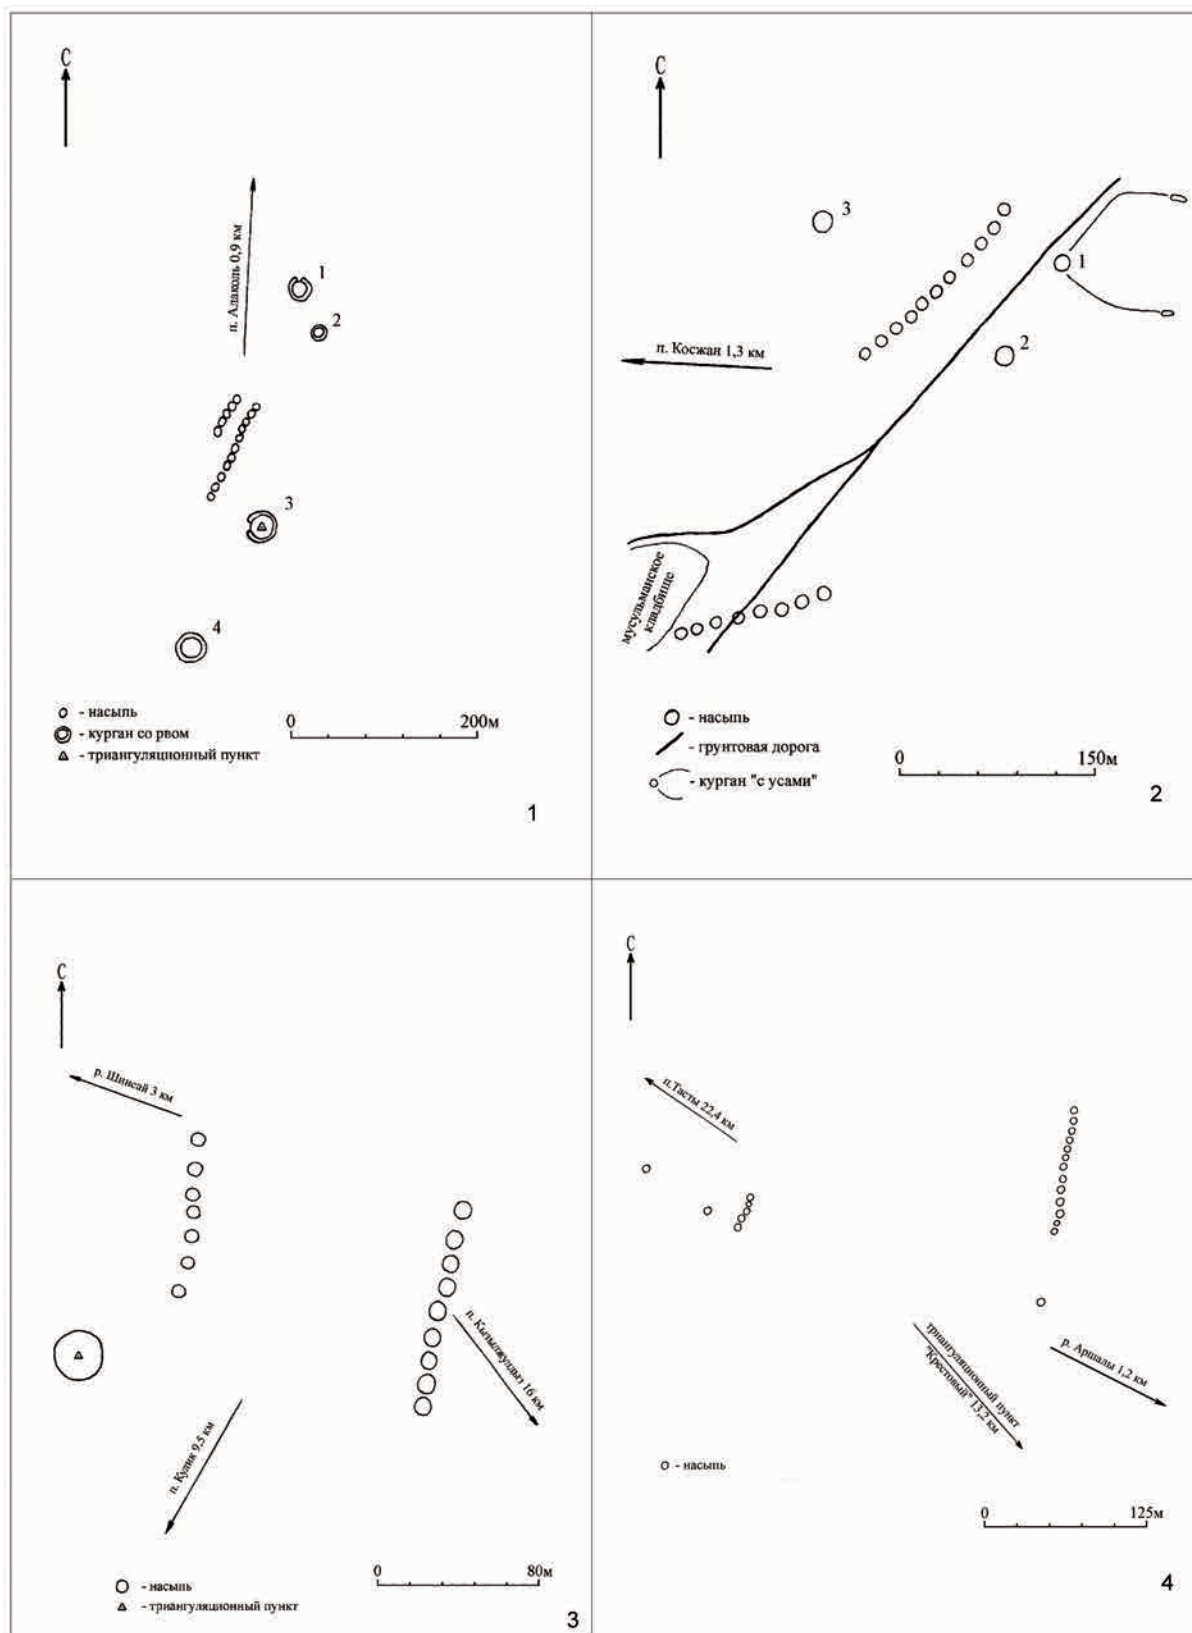 С
п. Алаколь 0,9 км
1
2
3
4
- насыпь
- курган со рвом
- триангуляционный пункт
0 200м
1
С
3
1
2
п. Косжан 1,3 км
мусульманское
кладбище
- насыпь
- грунтовая дорога
- курган "с усами"
0 150м
2
С
р. Шинсай 3 км
п. Кызылжулдыз 16 км
п. Кулик 9,5 км
- насыпь
- триангуляционный пункт
0 80м
3
С
п.Тасты 22,4 км
триангуляционный пункт
"Крестовый" 13,2 км
р. Аршалы 1,2 км
- насыпь
0 125м
4